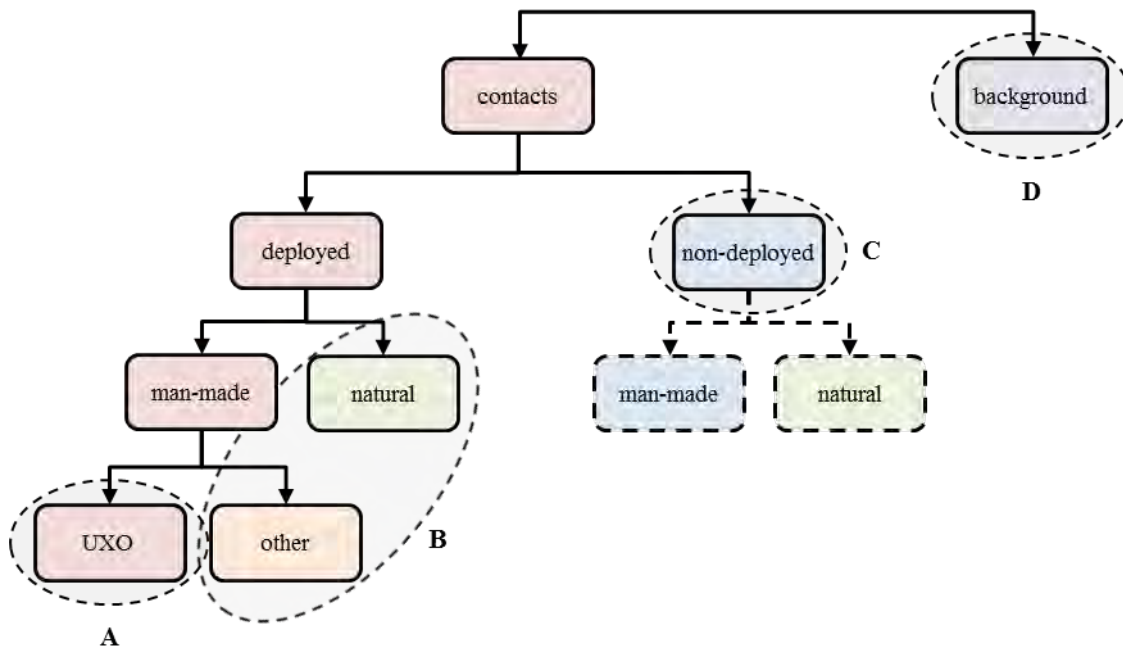 contacts
background
D
deployed
non-deployed
C
man-made
natural
man-made
natural
UXO
other
B
A